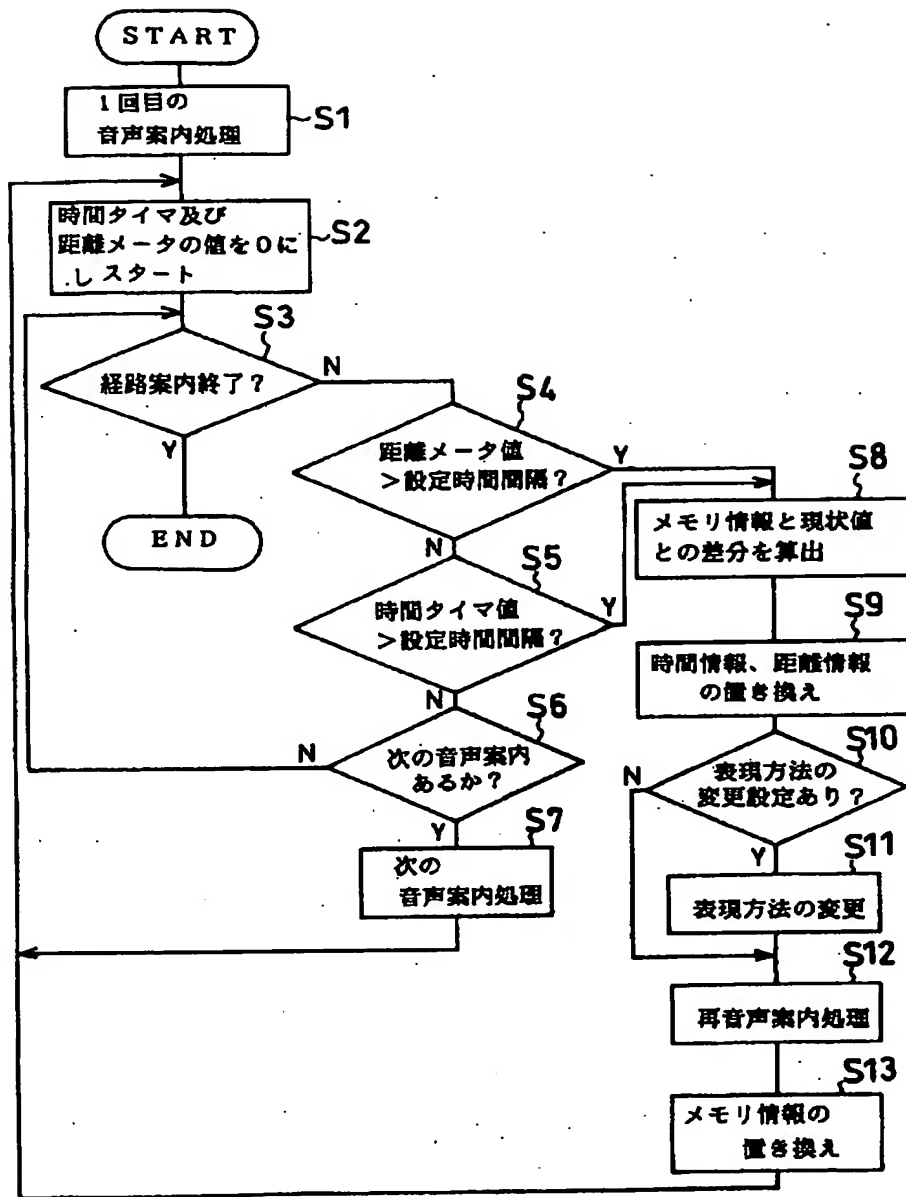 START
1回目の
音声案内処理
S1
時間タイマ及び
距離メータの値を0に
しスタート
S2
S3
経路案内終了?
N
Y
END
S4
距離メータ値
>設定時間間隔?
Y
N
S5
時間タイマ値
>設定時間間隔?
Y
N
S6
次の音声案内
あるか?
N
Y
S7
次の
音声案内処理
S8
メモリ情報と現状値
との差分を算出
S9
時間情報、距離情報
の置き換え
S10
表現方法の
変更設定あり?
N
Y
S11
表現方法の変更
S12
再音声案内処理
S13
メモリ情報の
置き換え